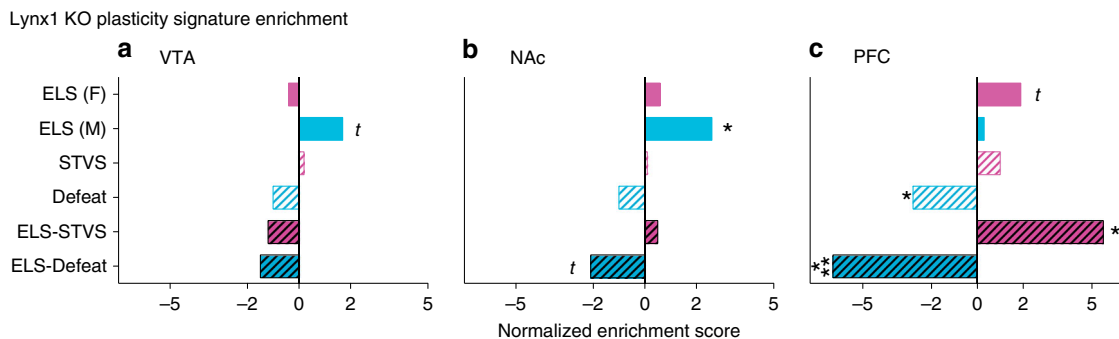 Lynx1 KO plasticity signature enrichment
a VTA
b NAc
c PFC
ELS (F)
ELS (M)
STVS
Defeat
ELS-STVS
ELS-Defeat
t
*
t
*
*
t
**
–5 –2 0 2 5
–5 –2 0 2 5
–5 –2 0 2 5
Normalized enrichment score